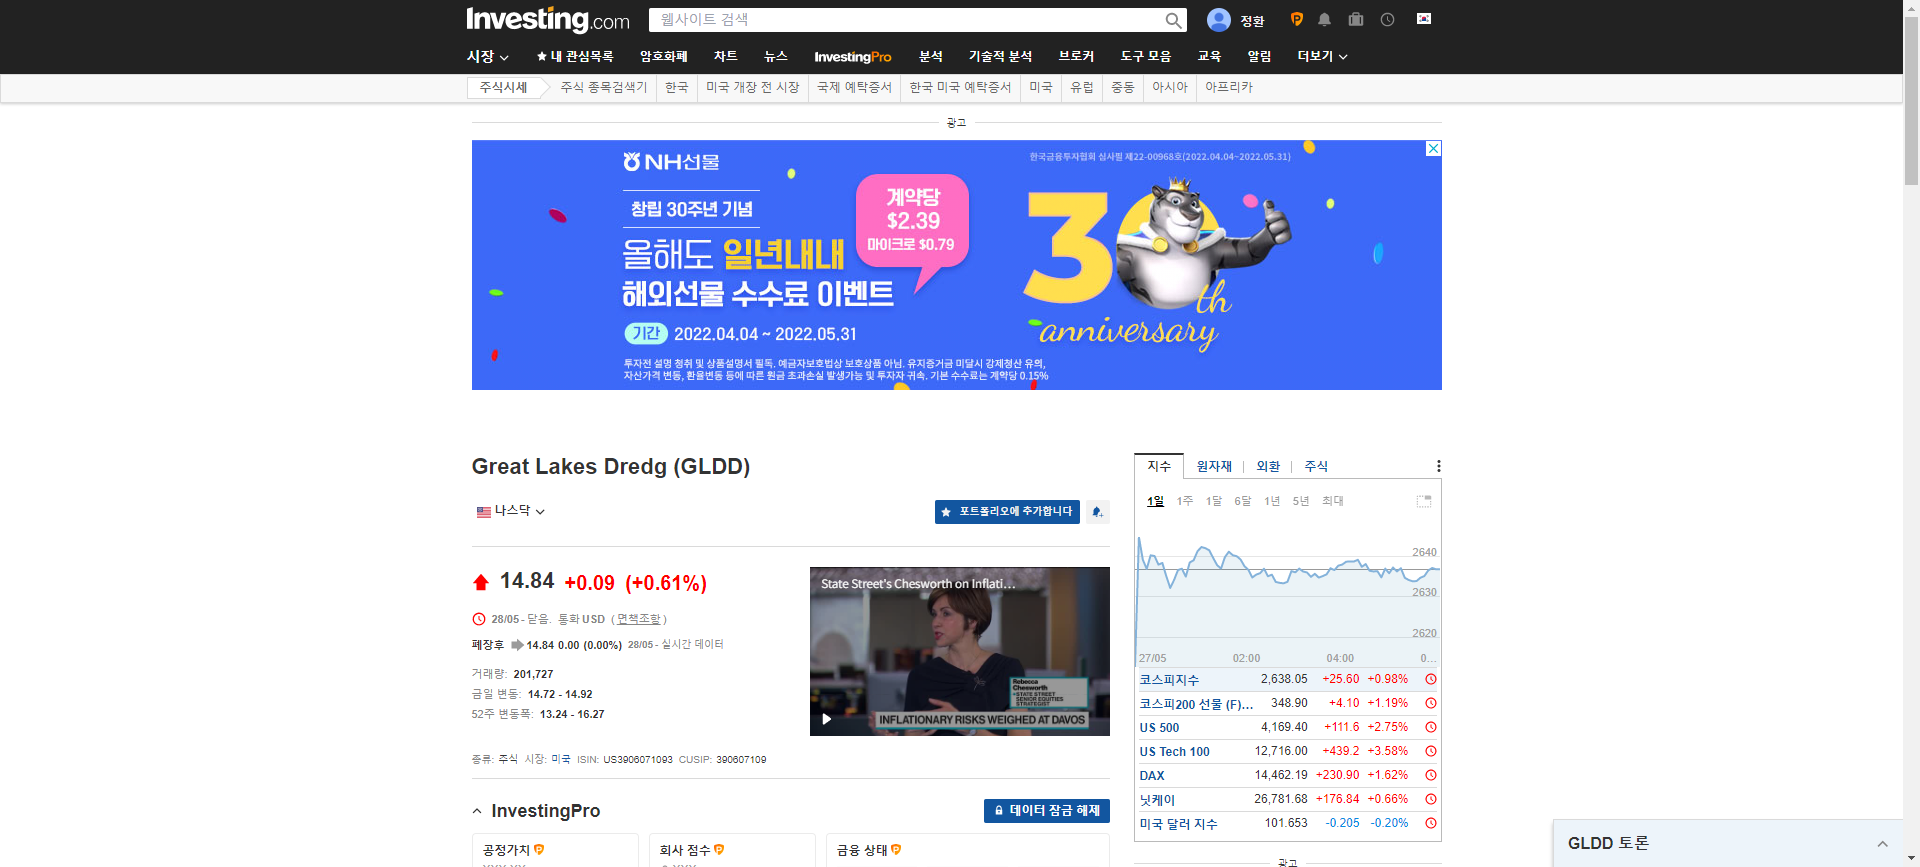 Investing.com
웹사이트 검색
정환
시장
★내 관심목록 암호화폐 차트 뉴스 InvestingPro 분석 기술적 분석 브로커 도구 모음 교육 알림 더보기
주식시세 주식 종목검색기 한국 미국 개장 전 시장 국제 예탁증서 한국 미국 예탁증서 미국 유럽 중동 아시아 아프리카
광고
NH선물
한국금융투자협회 심사필 제22-00968호(2022.04.04~2022.05.31)
창립 30주년 기념
계약당
$2.39
마이크로 $0.79
올해도 일년내내
해외선물 수수료 이벤트
기간 2022.04.04 ~ 2022.05.31
투자전 설명 청취 및 상품설명서 필독. 예금자보호법상 보호상품 아님. 유지증거금 미달시 강제청산 유의,
자산가격 변동, 환율변동 등에 따른 원금 초과손실 발생가능 및 투자자 귀속. 기본 수수료는 계약당 0.15%
30th
anniversary
Great Lakes Dredg (GLDD)
나스닥
포트폴리오에 추가합니다
14.84 +0.09 (+0.61%)
28/05 - 닫음. 통화 USD ( 면책조항 )
폐장후 14.84 0.00 (0.00%) 28/05 - 실시간 데이터
거래량: 201,727
금일 변동: 14.72 - 14.92
52주 변동폭: 13.24 - 16.27
State Street's Chesworth on Inflati…
Rebecca
Chesworth
STATE STREET
SENIOR EQUITIES
STRATEGIST
INFLATIONARY RISKS WEIGHED AT DAVOS
종류: 주식 시장: 미국 ISIN: US3906071093 CUSIP: 390607109
InvestingPro
데이터 잠금 해제
공정가치
회사 점수
금융 상태
지수 원자재 외환 주식
1일 1주 1달 6달 1년 5년 최대
2640
2630
2620
27/05 02:00 04:00 0...
코스피지수 2,638.05 +25.60 +0.98%
코스피200 선물 (F)... 348.90 +4.10 +1.19%
US 500 4,169.40 +111.6 +2.75%
US Tech 100 12,716.00 +439.2 +3.58%
DAX 14,462.19 +230.90 +1.62%
닛케이 26,781.68 +176.84 +0.66%
미국 달러 지수 101.653 -0.205 -0.20%
광고
GLDD 토론